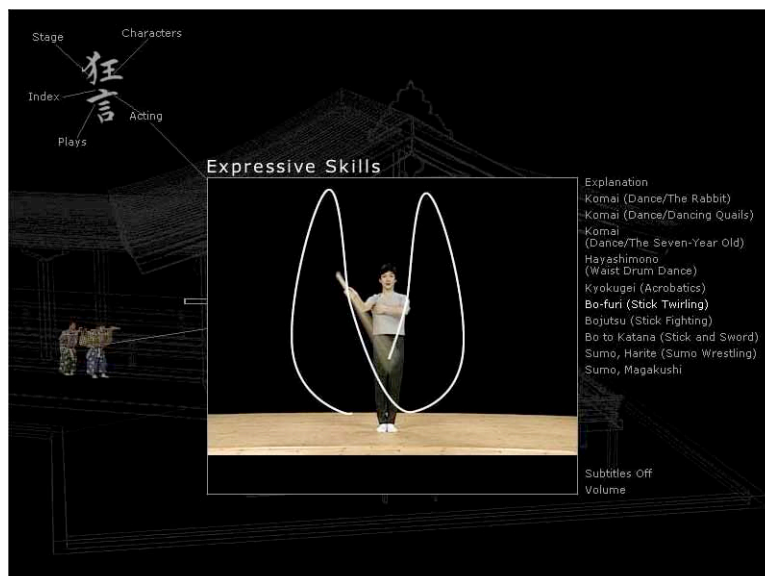 Stage
Characters
狂言
Index
Acting
Plays
Expressive Skills
Explanation
Komai (Dance/The Rabbit)
Komai (Dance/Dancing Quails)
Komai
(Dance/The Seven-Year Old)
Hayashimono
(Waist Drum Dance)
Kyokugei (Acrobatics)
Bo-furi (Stick Twirling)
Bojutsu (Stick Fighting)
Bo to Katana (Stick and Sword)
Sumo, Harite (Sumo Wrestling)
Sumo, Magakushi
Subtitles Off
Volume